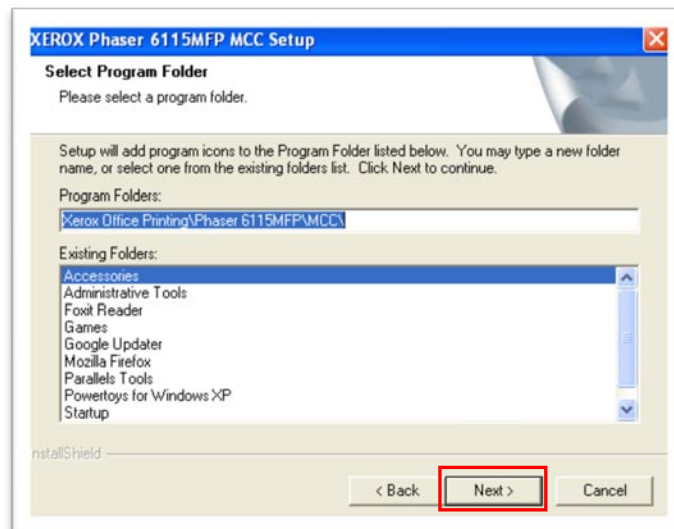 XEROX Phaser 6115MFP MCC Setup
Select Program Folder
Please select a program folder.
Setup will add program icons to the Program Folder listed below. You may type a new folder
name, or select one from the existing folders list. Click Next to continue.
Program Folders:
Xerox Office Printing\Phaser 6115MFP\MCC\
Existing Folders:
Accessories
Administrative Tools
Foxit Reader
Games
Google Updater
Mozilla Firefox
Parallels Tools
Powertoys for Windows XP
Startup
nstallShield
< Back Next > Cancel